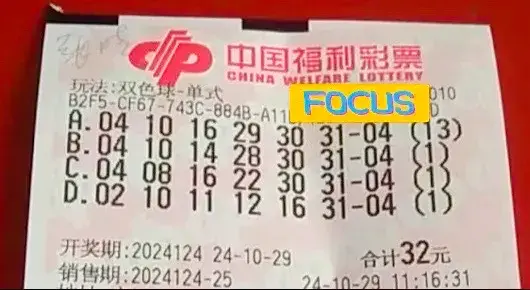 中国福利彩票
CHINA WELFARE LOTTERY
玩法:双色球-单式
B2F5-CF67-743C-884B-A11
FOCUS
A.04 10 16 29 30 31-04 (13)
B.04 10 14 28 30 31-04 (1)
C.04 08 16 22 30 31-04 (1)
D.02 10 11 12 16 31-04 (1)
开奖期:2024124 24-10-29 合计32元
销售期:2024124-25 24-10-29 11:16:31